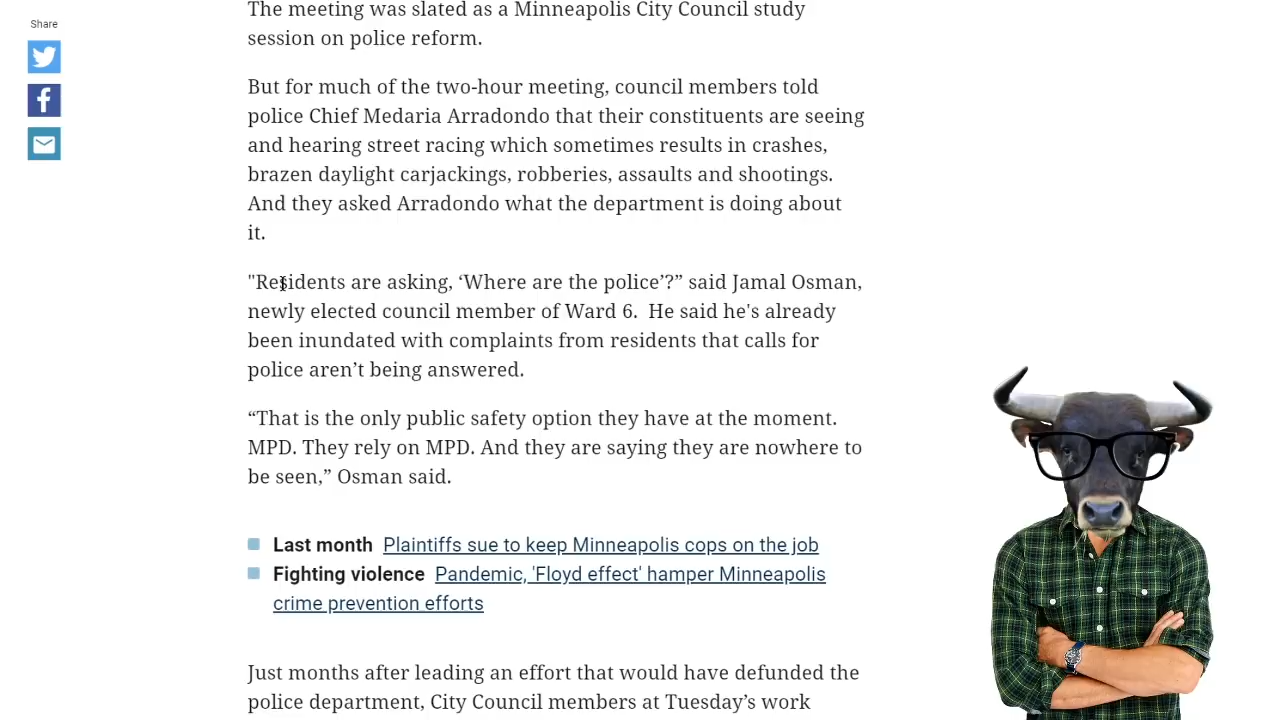 Share
The meeting was slated as a Minneapolis City Council study
session on police reform.
But for much of the two-hour meeting, council members told
police Chief Medaria Arradondo that their constituents are seeing
and hearing street racing which sometimes results in crashes,
brazen daylight carjackings, robberies, assaults and shootings.
And they asked Arradondo what the department is doing about
it.
"Residents are asking, ‘Where are the police’?” said Jamal Osman,
newly elected council member of Ward 6.  He said he's already
been inundated with complaints from residents that calls for
police aren’t being answered.
“That is the only public safety option they have at the moment.
MPD. They rely on MPD. And they are saying they are nowhere to
be seen,” Osman said.
Last month  Plaintiffs sue to keep Minneapolis cops on the job
Fighting violence  Pandemic, 'Floyd effect' hamper Minneapolis
crime prevention efforts
Just months after leading an effort that would have defunded the
police department, City Council members at Tuesday’s work